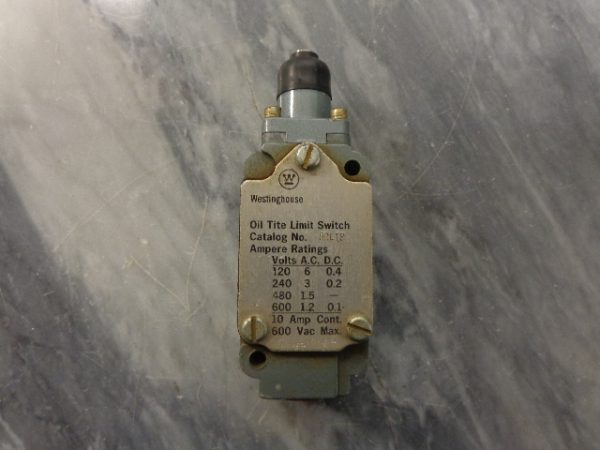 W
Westinghouse
Oil Tite Limit Switch
Catalog No.
Ampere Ratings
Volts A.C. D.C.
120 6 0.4
240 3 0.2
480 1.5 —
600 1.2 0.1
10 Amp Cont.
600 Vac Max.